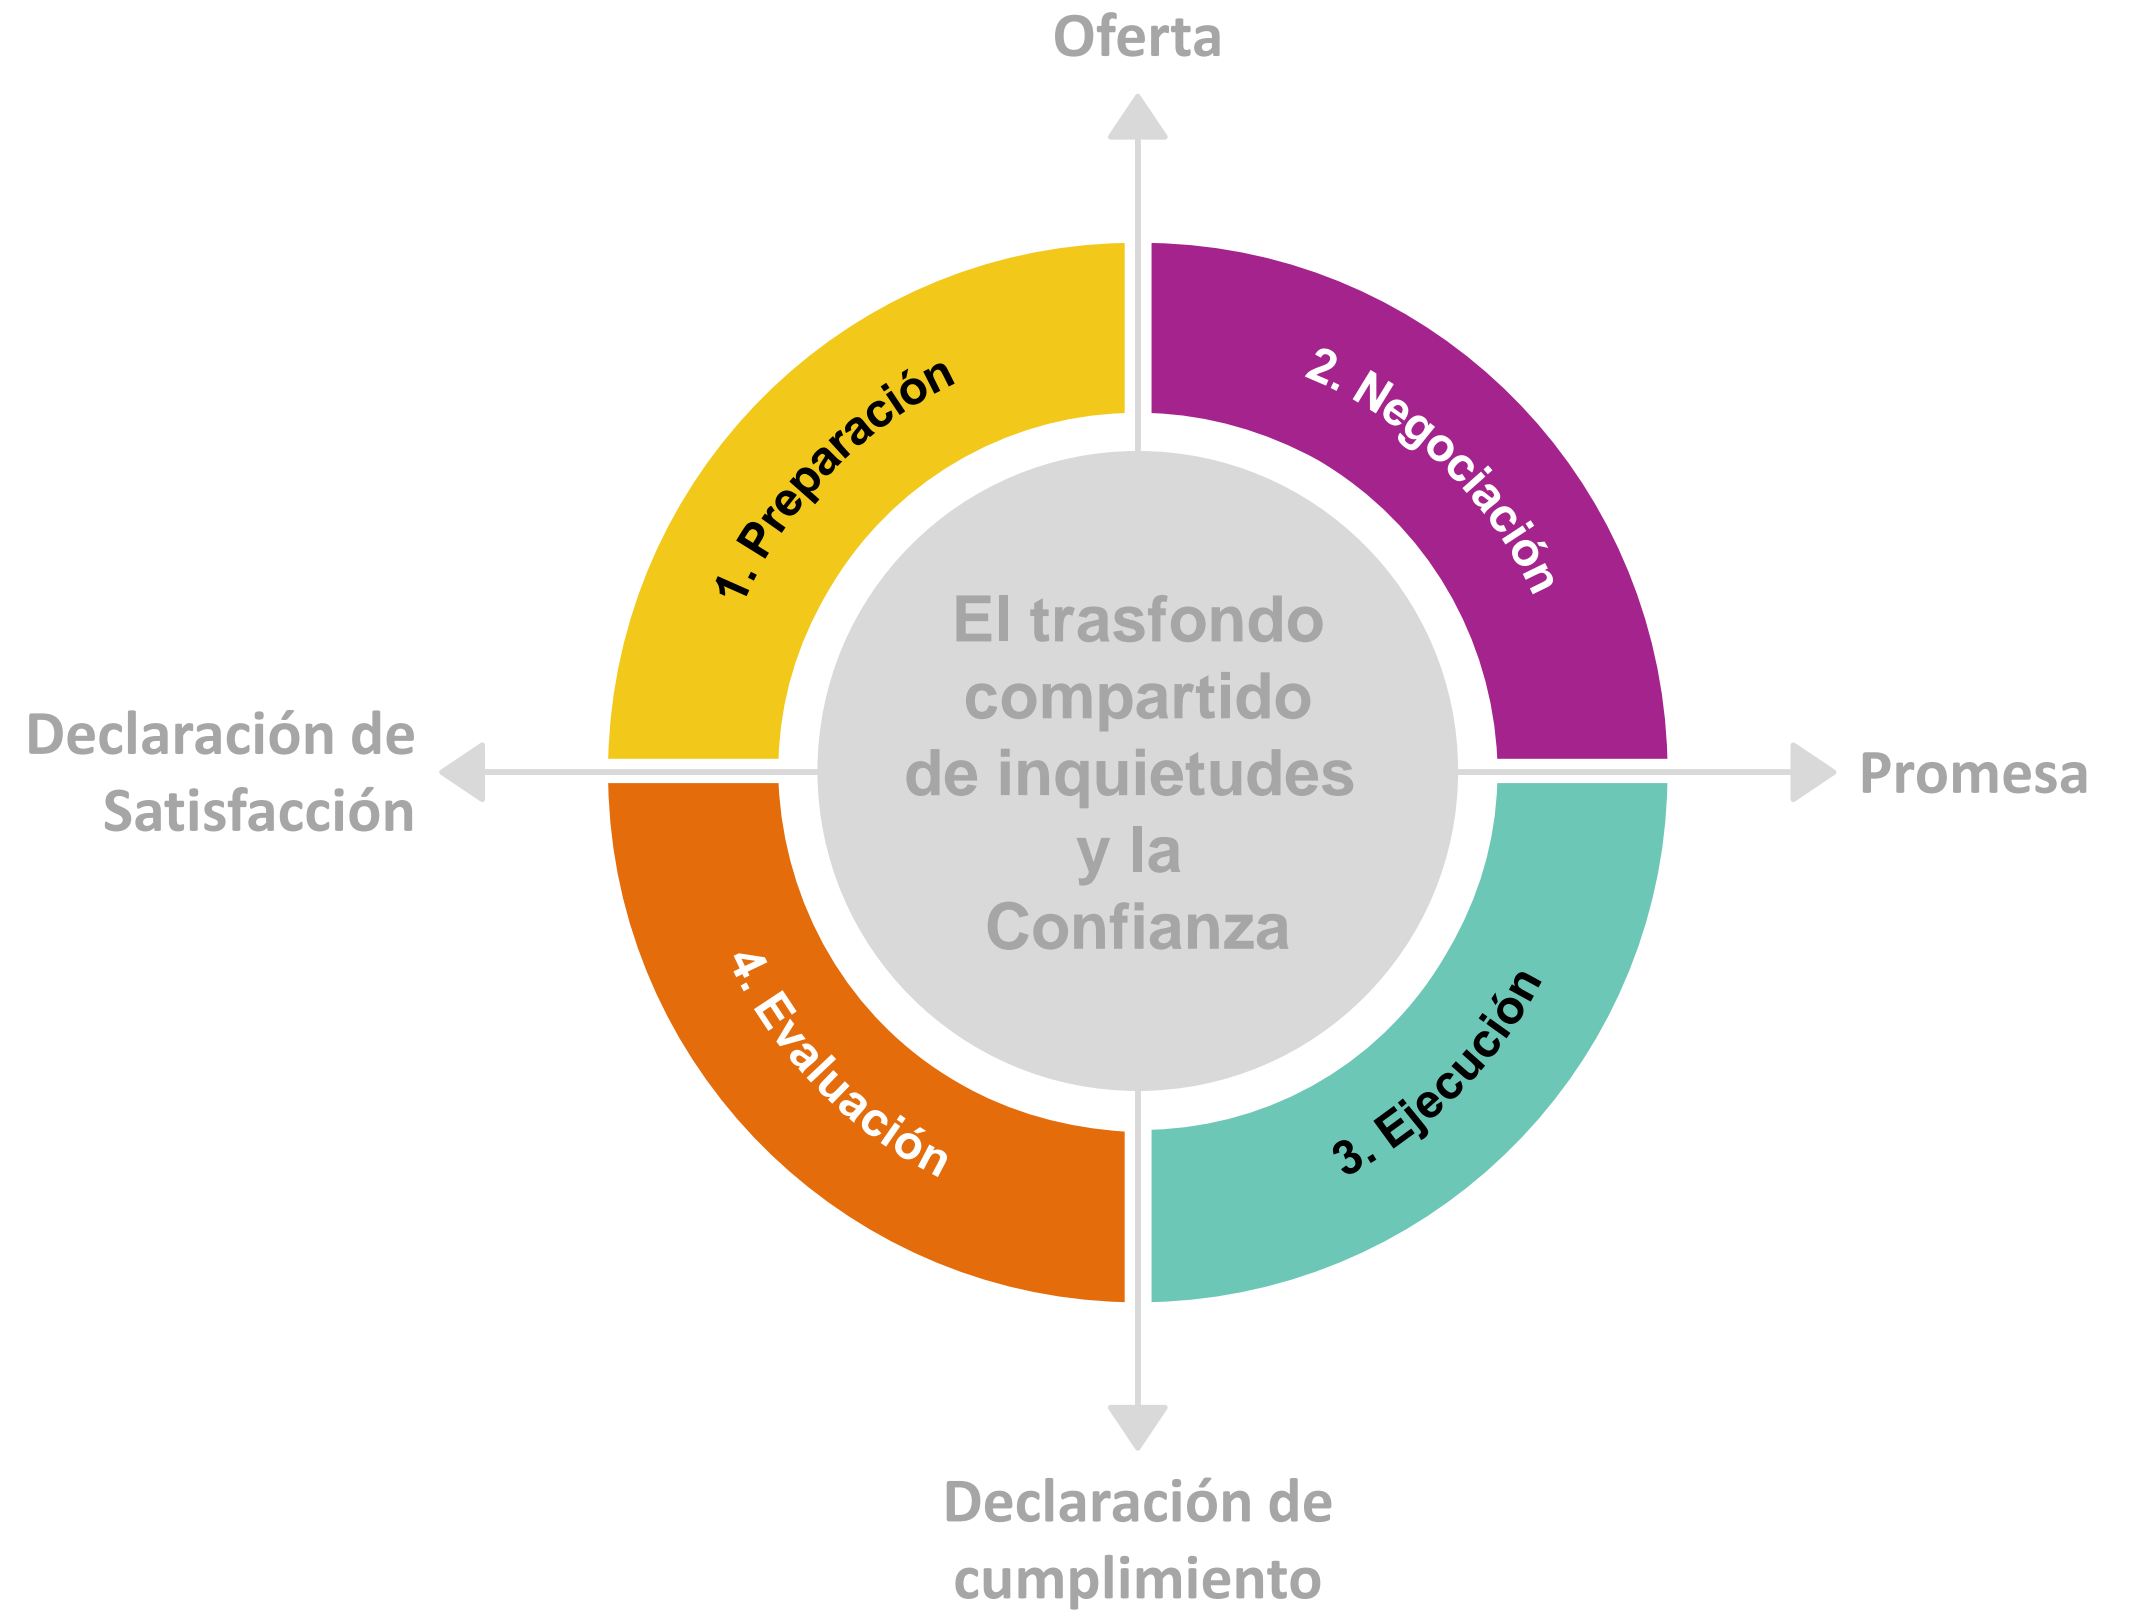 Oferta
1. Preparación
2. Negociación
El trasfondo
compartido
de inquietudes
y la
Confianza
Declaración de
Satisfacción
Promesa
4. Evaluación
3. Ejecución
Declaración de
cumplimiento